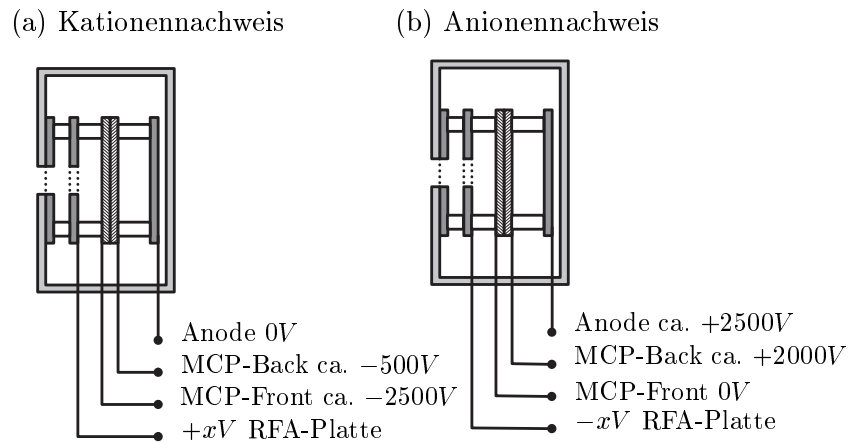 (a) Kationennachweis
Anode 0V
MCP-Back ca. −500V
MCP-Front ca. −2500V
+xV RFA-Platte
(b) Anionennachweis
Anode ca. +2500V
MCP-Back ca. +2000V
MCP-Front 0V
−xV RFA-Platte